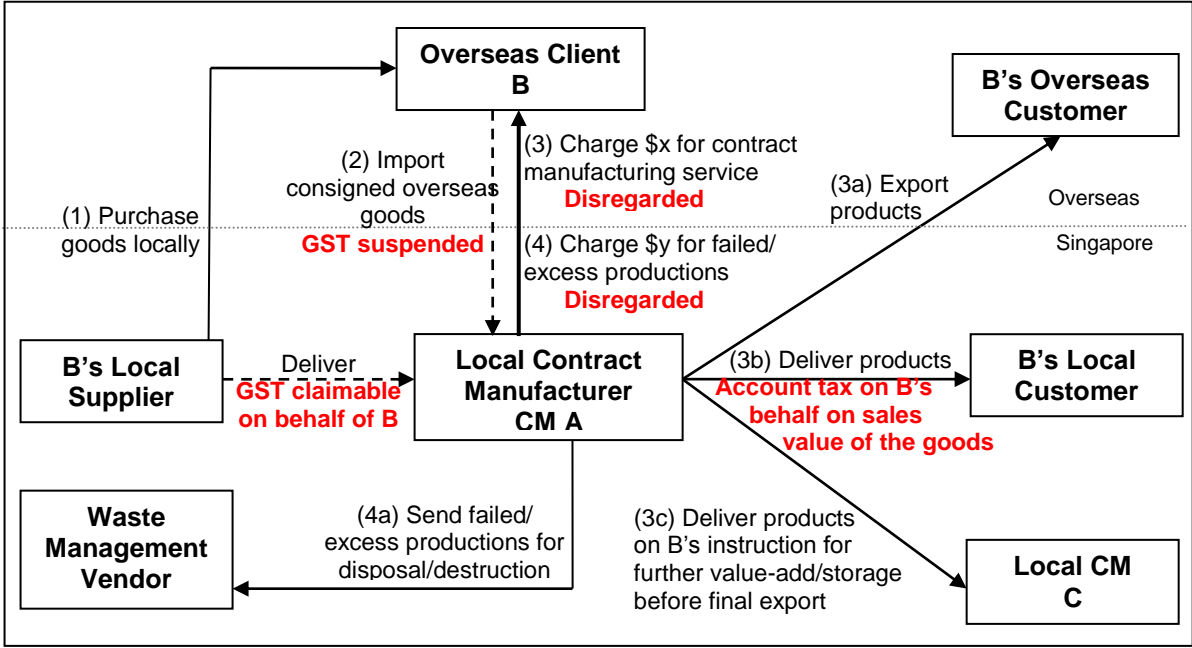 Overseas Client
B
B's Overseas
Customer
(1) Purchase
goods locally
(2) Import
consigned overseas
goods
GST suspended
(3) Charge $x for contract
manufacturing service
Disregarded
(4) Charge $y for failed/
excess productions
Disregarded
(3a) Export
products
Overseas
Singapore
B's Local
Supplier
Deliver
GST claimable
on behalf of B
Local Contract
Manufacturer
CM A
(3b) Deliver products
Account tax on B's
behalf on sales
value of the goods
B's Local
Customer
Waste
Management
Vendor
(4a) Send failed/
excess productions for
disposal/destruction
(3c) Deliver products
on B's instruction for
further value-add/storage
before final export
Local CM
C